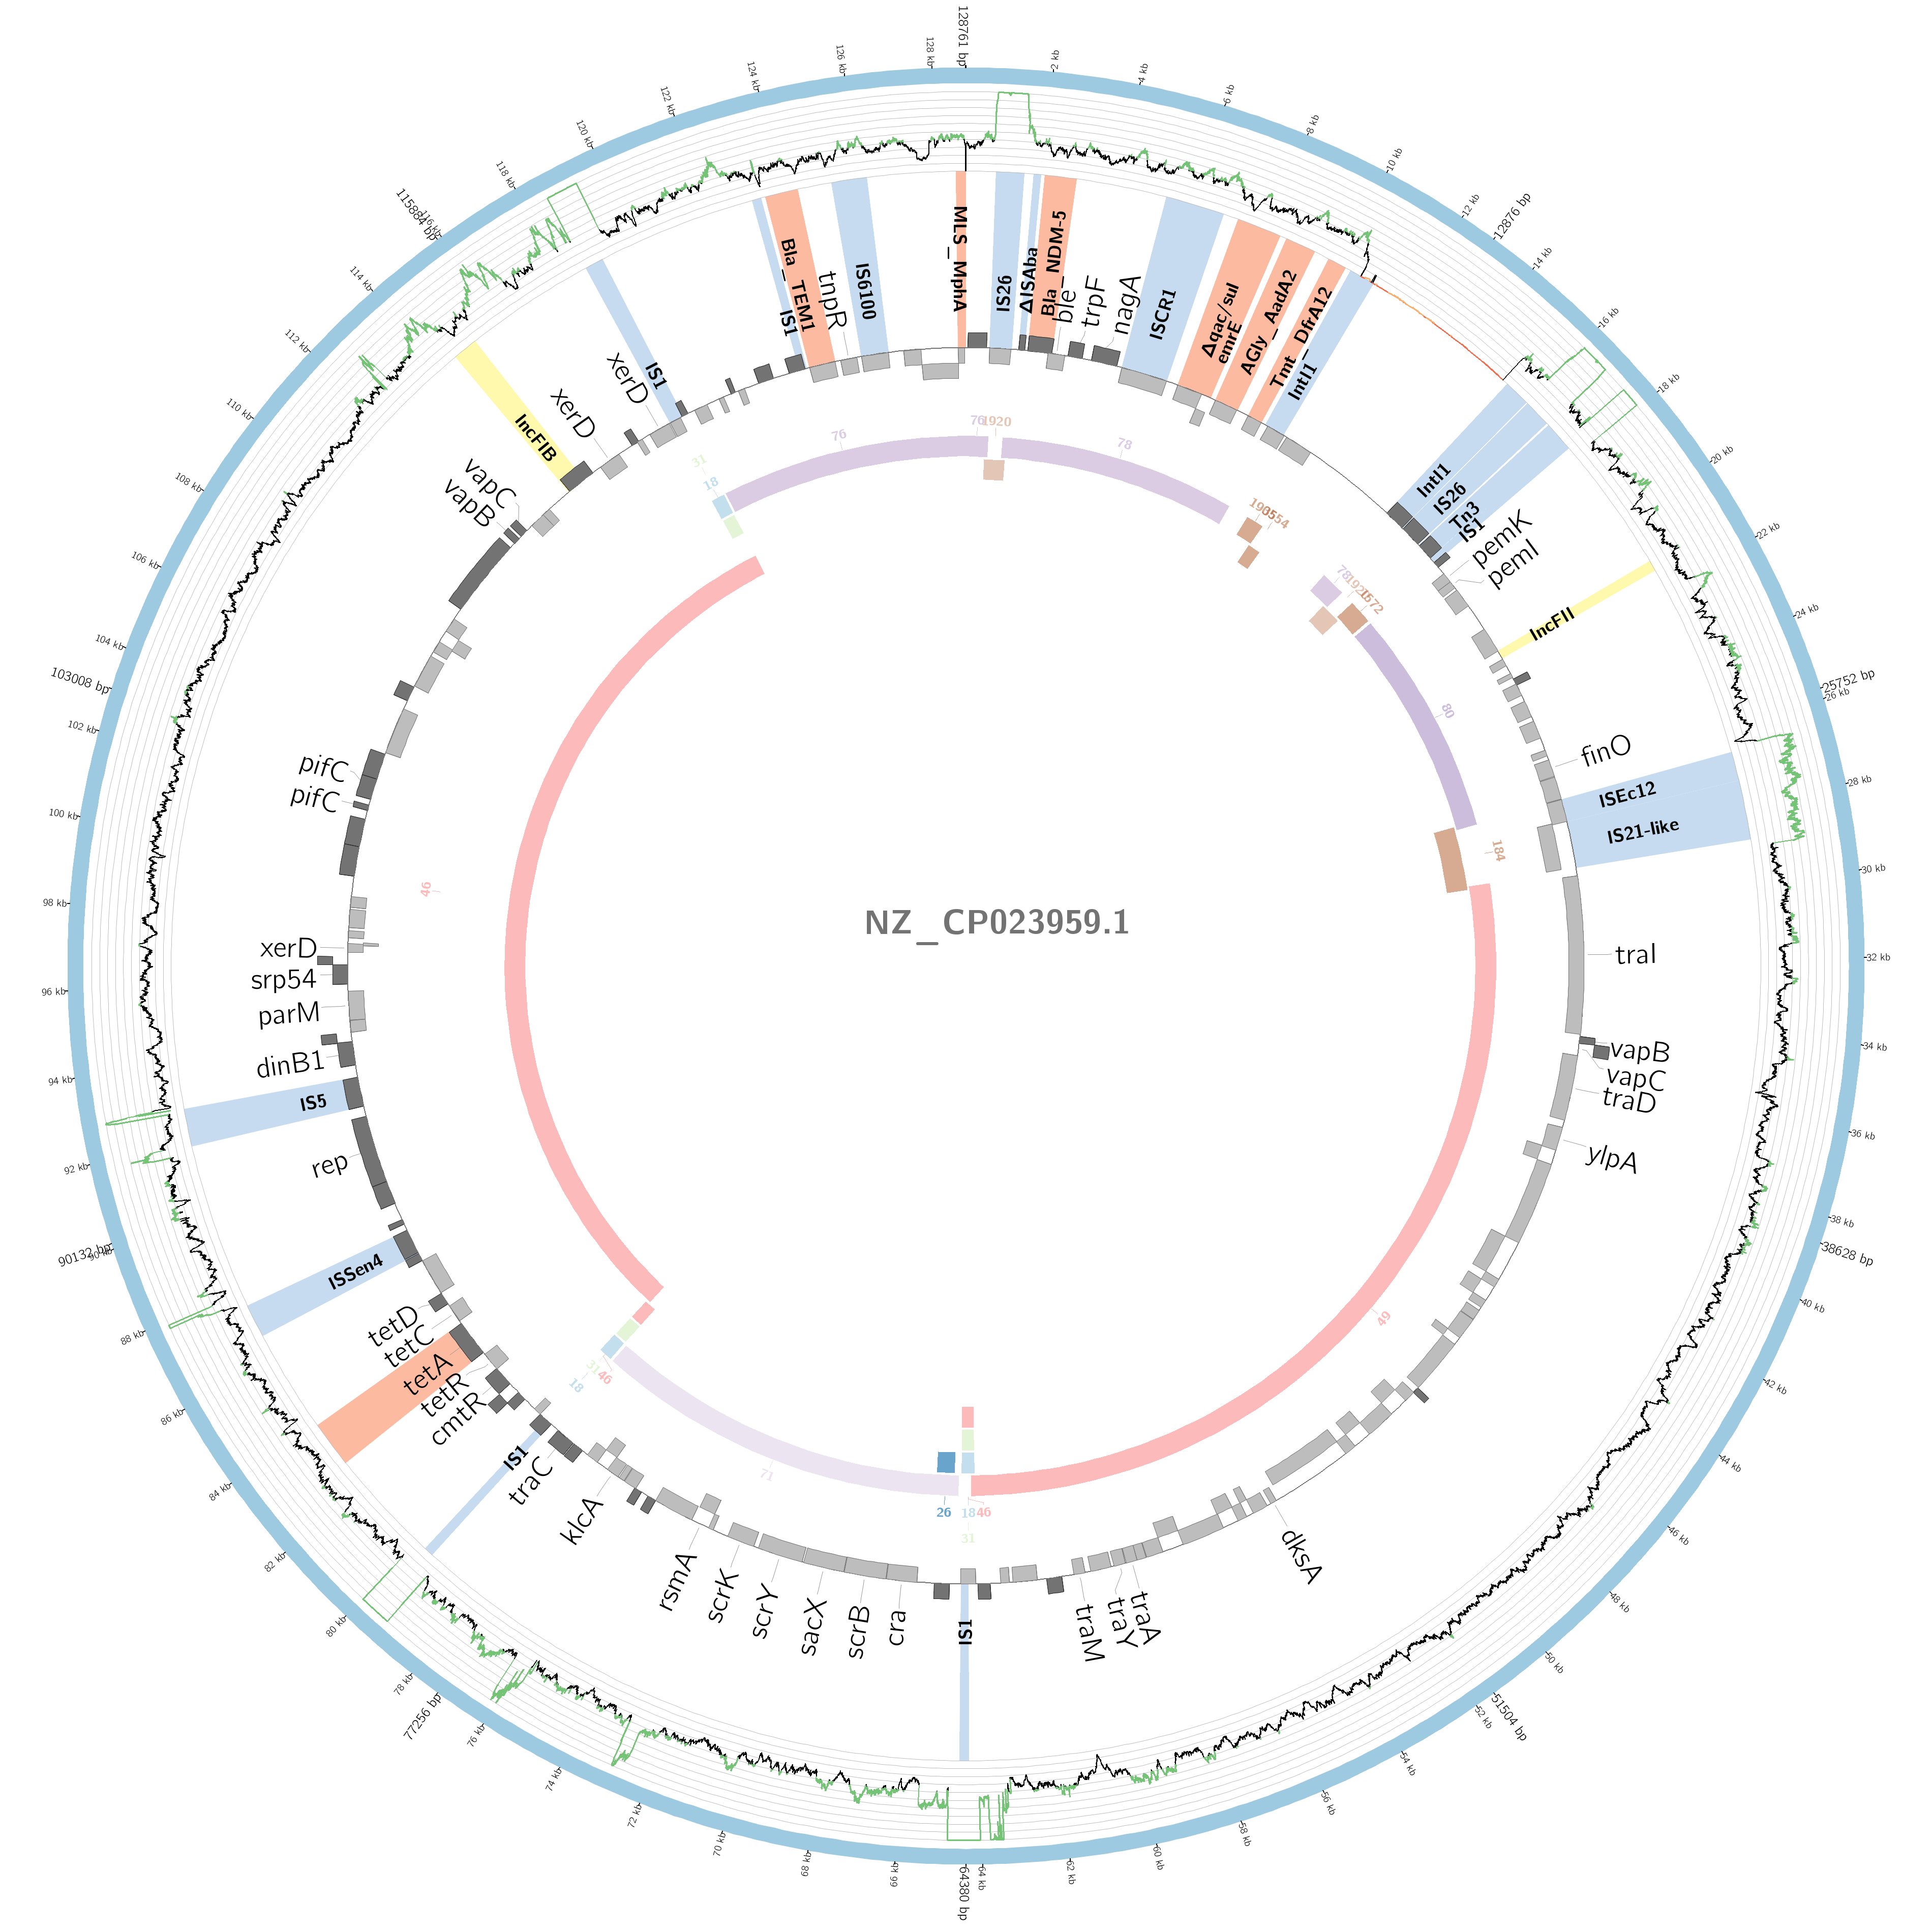 128761 bp
2 kb
4 kb
6 kb
8 kb
10 kb
12 kb
12876 bp
14 kb
16 kb
18 kb
20 kb
22 kb
24 kb
25752 bp
26 kb
28 kb
30 kb
32 kb
34 kb
36 kb
38 kb
38628 bp
40 kb
42 kb
44 kb
46 kb
48 kb
50 kb
51504 bp
52 kb
54 kb
56 kb
58 kb
60 kb
62 kb
64 kb
64380 bp
66 kb
68 kb
70 kb
72 kb
74 kb
76 kb
77256 bp
78 kb
80 kb
82 kb
84 kb
86 kb
88 kb
90132 bp
90 kb
92 kb
94 kb
96 kb
98 kb
100 kb
102 kb
103008 bp
104 kb
106 kb
108 kb
110 kb
112 kb
114 kb
115884 bp
116 kb
118 kb
120 kb
122 kb
124 kb
126 kb
128 kb
MLS_MphA
IS26
ΔISAba
Bla_NDM-5
ble
trpF
nagA
ISCR1
Δqac/sul
emrE
AGly_AadA2
Tmt_DfrA12
IntI1
IntI1
IS26
Tn3
IS1
pemK
pemI
IncFII
finO
ISEc12
IS21-like
traI
vapB
vapC
traD
ylpA
dksA
traA
traY
traM
IS1
cra
scrB
sacX
scrY
scrK
rsmA
klcA
traC
IS1
cmtR
tetR
tetA
tetC
tetD
ISSen4
rep
IS5
dinB1
parM
srp54
xerD
pifC
pifC
vapB
vapC
IncFIB
xerD
xerD
IS1
IS1
Bla_TEM1
tnpR
IS6100
76
76
1920
78
78
80
184
49
46
18
31
26
71
46
31
18
46
18
31
NZ_CP023959.1